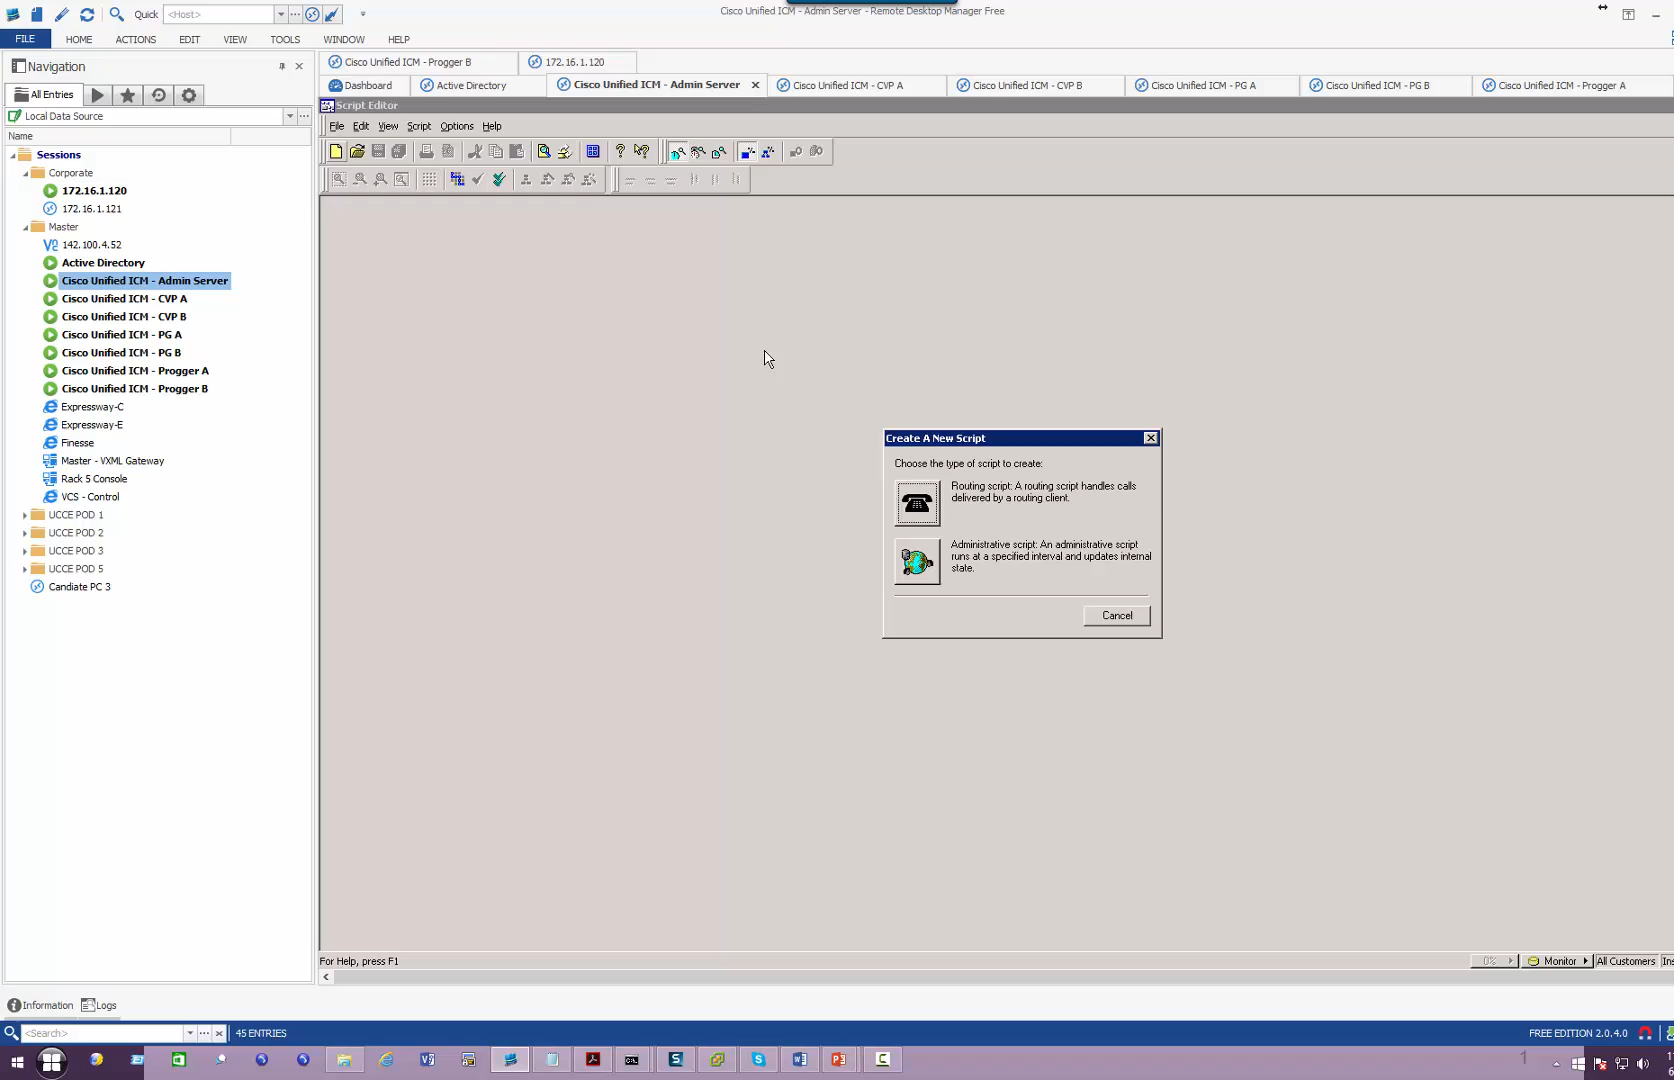 Quick
<Host>
Cisco Unified ICM - Admin Server - Remote Desktop Manager Free
FILE
HOME
ACTIONS
EDIT
VIEW
TOOLS
WINDOW
HELP
Navigation
Cisco Unified ICM - Progger B
172.16.1.120
Dashboard
Active Directory
Cisco Unified ICM - Admin Server
Cisco Unified ICM - CVP A
Cisco Unified ICM - CVP B
Cisco Unified ICM - PG A
Cisco Unified ICM - PG B
Cisco Unified ICM - Progger A
All Entries
Local Data Source
Name
Sessions
Corporate
172.16.1.120
172.16.1.121
Master
142.100.4.52
Active Directory
Cisco Unified ICM - Admin Server
Cisco Unified ICM - CVP A
Cisco Unified ICM - CVP B
Cisco Unified ICM - PG A
Cisco Unified ICM - PG B
Cisco Unified ICM - Progger A
Cisco Unified ICM - Progger B
Expressway-C
Expressway-E
Finesse
Master - VXML Gateway
Rack 5 Console
VCS - Control
UCCE POD 1
UCCE POD 2
UCCE POD 3
UCCE POD 5
Candiate PC 3
Script Editor
File
Edit
View
Script
Options
Help
Create A New Script
Choose the type of script to create:
Routing script: A routing script handles calls
delivered by a routing client.
Administrative script: An administrative script
runs at a specified interval and updates internal
state.
Cancel
For Help, press F1
0%
Monitor
All Customers
Ins
Information
Logs
<Search>
45 ENTRIES
FREE EDITION 2.0.4.0